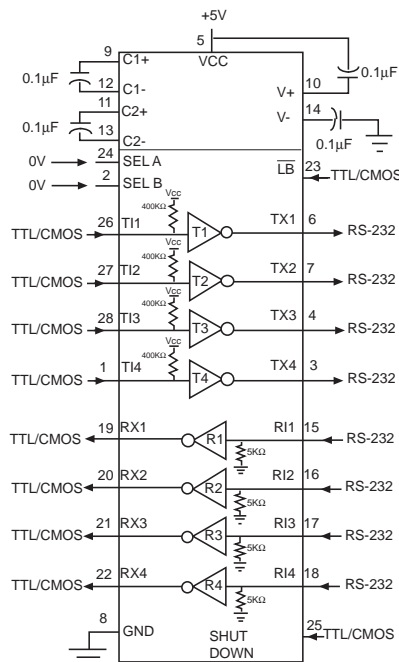 +5V
9 5
C1+ VCC
0.1µF 12 10 0.1µF
C1- V+
11
C2+ 14
0.1µF V-
13 0.1µF
C2-
24
0V SEL A LB 23
2 TTL/CMOS
0V SEL B
Vcc
400KΩ
26 TI1 T1 TX1 6
TTL/CMOS RS-232
Vcc
400KΩ
27 TI2 T2 TX2 7
TTL/CMOS RS-232
Vcc
400KΩ
28 TI3 T3 TX3 4
TTL/CMOS RS-232
Vcc
400KΩ
1 TI4 T4 TX4 3
TTL/CMOS RS-232
19 RX1 R1 RI1 15
TTL/CMOS RS-232
5KΩ
20 RX2 R2 RI2 16
TTL/CMOS RS-232
5KΩ
21 RX3 R3 RI3 17
TTL/CMOS RS-232
5KΩ
22 RX4 R4 RI4 18
TTL/CMOS RS-232
5KΩ
8 GND 25
SHUT TTL/CMOS
DOWN